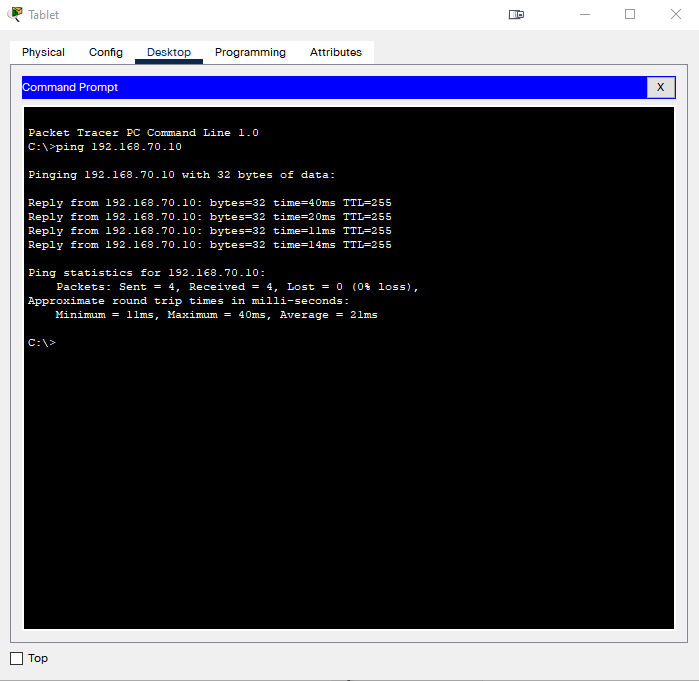 Tablet
Physical Config Desktop Programming Attributes
Command Prompt X
Packet Tracer PC Command Line 1.0
C:\>ping 192.168.70.10
Pinging 192.168.70.10 with 32 bytes of data:
Reply from 192.168.70.10: bytes=32 time=40ms TTL=255
Reply from 192.168.70.10: bytes=32 time=20ms TTL=255
Reply from 192.168.70.10: bytes=32 time=11ms TTL=255
Reply from 192.168.70.10: bytes=32 time=14ms TTL=255
Ping statistics for 192.168.70.10:
Packets: Sent = 4, Received = 4, Lost = 0 (0% loss),
Approximate round trip times in milli-seconds:
Minimum = 11ms, Maximum = 40ms, Average = 21ms
C:\>
Top